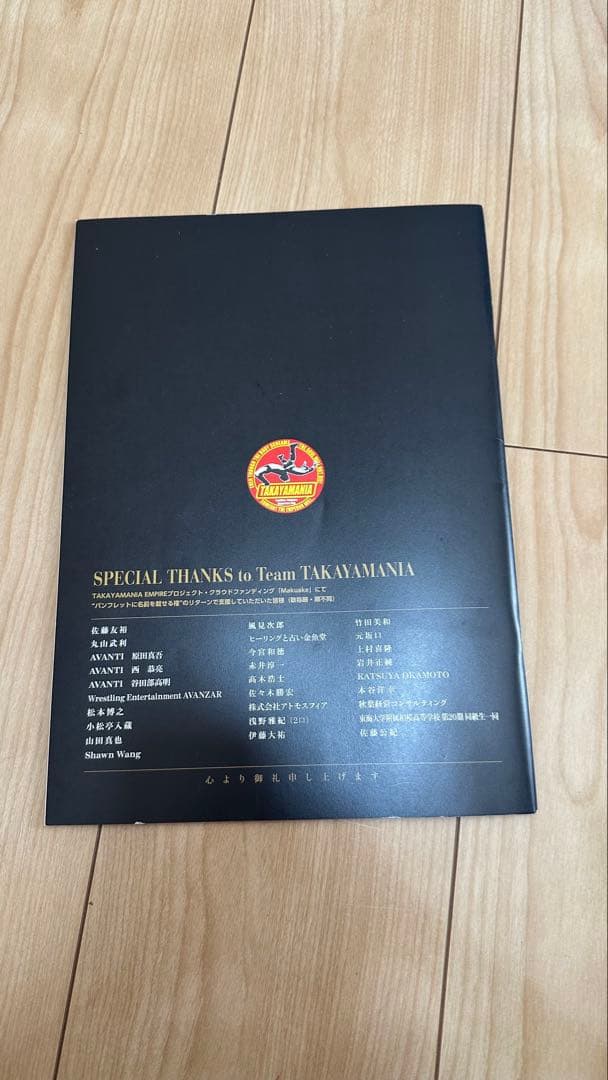 TAKAYAMANIA
SPECIAL THANKS to Team TAKAYAMANIA
TAKAYAMANIA EMPIREプロジェクト・クラウドファンディング「Makuake」にて
"パンフレットに名前を載せる権"のリターンで支援していただいた皆様（敬称略・順不同）
佐藤友裕
丸山武利
AVANTI 原田真吾
AVANTI 西 恭亮
AVANTI 谷田部高明
Wrestling Entertainment AVANZAR
松本博之
小松亭入蔵
山田真也
Shawn Wang
風見次郎
ヒーリングと占い金魚堂
今宮和徳
赤井淳一
高木浩士
佐々木勝宏
株式会社アトモスフィア
浅野雅紀
伊藤大祐
竹田美和
元坂口
上村喜隆
岩井正純
KATSUYA OKAMOTO
本谷育幸
秋葉経営コンサルティング
東海大学附属相模高等学校 第20期 同級生一同
佐藤公紀
心より御礼申し上げます